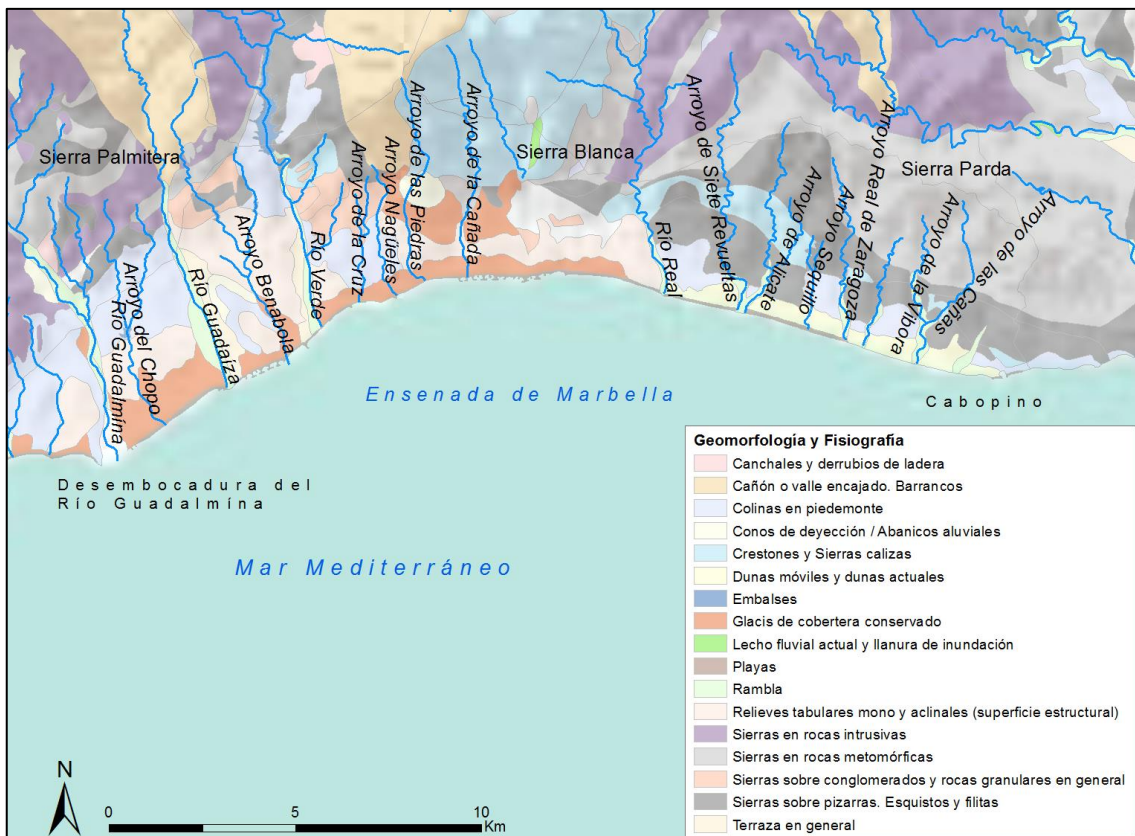 Sierra Palmitera
Sierra Blanca
Sierra Parda
Río Guadalmína
Arroyo del Chopo
Río Guadaíza
Arroyo Benabola
Río Verde
Arroyo de la Cruz
Arroyo Nagüeles
Arroyo de las Piedras
Arroyo de la Cañada
Río Real
Arroyo de Siete Revueltas
Arroyo de Alicate
Arroyo Sequillo
Arroyo Real de Zaragoza
Arroyo de la Víbora
Arroyo de las Cañas
Ensenada de Marbella
Cabopino
Desembocadura del
Río Guadalmína
Mar Mediterráneo
Geomorfología y Fisiografía
Canchales y derrubios de ladera
Cañón o valle encajado. Barrancos
Colinas en piedemonte
Conos de deyección / Abanicos aluviales
Crestones y Sierras calizas
Dunas móviles y dunas actuales
Embalses
Glacis de cobertera conservado
Lecho fluvial actual y llanura de inundación
Playas
Rambla
Relieves tabulares mono y aclinales (superficie estructural)
Sierras en rocas intrusivas
Sierras en rocas metomórficas
Sierras sobre conglomerados y rocas granulares en general
Sierras sobre pizarras. Esquistos y filitas
Terraza en general
N
0 5 10
Km